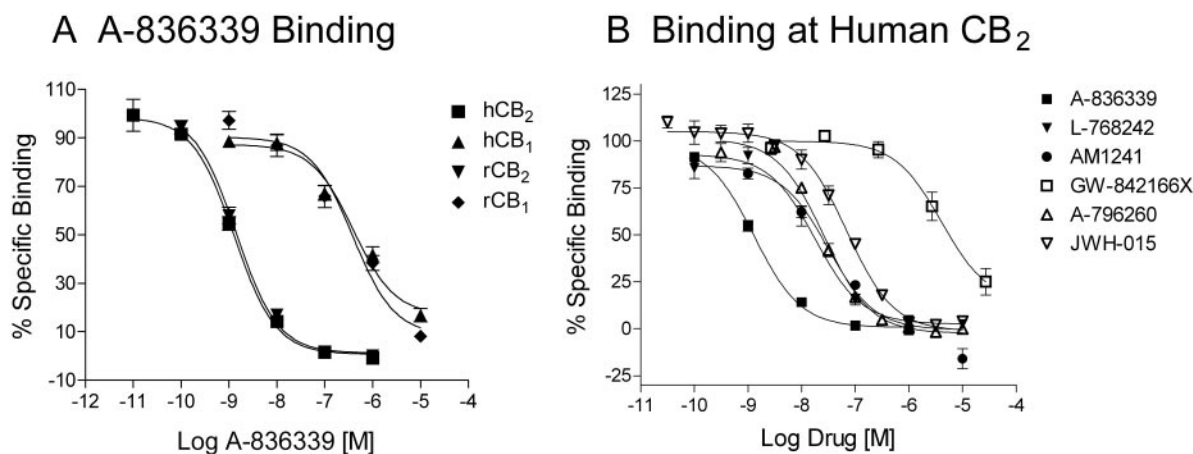 A A-836339 Binding
% Specific Binding
110
90
70
50
30
10
-10
-12 -11 -10 -9 -8 -7 -6 -5 -4
Log A-836339 [M]
hCB2
hCB1
rCB2
rCB1
B Binding at Human CB2
% Specific Binding
125
100
75
50
25
0
-25
-11 -10 -9 -8 -7 -6 -5 -4
Log Drug [M]
A-836339
L-768242
AM1241
GW-842166X
A-796260
JWH-015